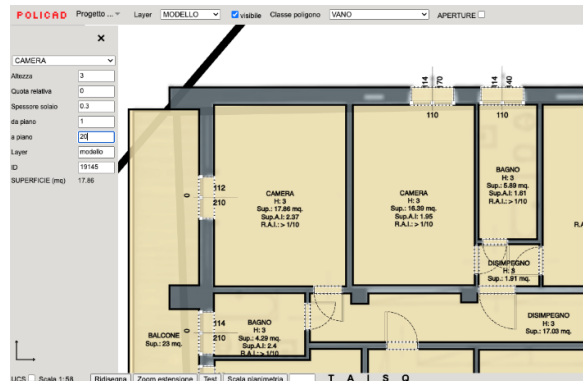 POLICAD Progetto ... Layer MODELLO visibile Classe poligono VANO APERTURE
×
CAMERA
Altezza 3
Quota relativa 0
Spessore solaio 0.3
da piano 1
a piano 20
Layer modello
ID 19145
SUPERFICIE (mq) 17.86
114 170
110
114 140
110
BAGNO
H: 3
Sup.: 5.89 mq.
Sup.A.I: 1.61
R.A.I.: > 1/10
0
112
210
CAMERA
H: 3
Sup.: 17.86 mq.
Sup.A.I: 2.37
R.A.I.: > 1/10
CAMERA
H: 3
Sup.: 16.39 mq.
Sup.A.I: 1.95
R.A.I.: > 1/10
R.A
DISIMPEGNO
H: 3
Sup.: 1.91 mq.
0
114
210
BALCONE
Sup.: 23 mq.
BAGNO
H: 3
Sup.: 4.29 mq.
Sup.A.I: 2.4
R.A.I.: > 1/10
DISIMPEGNO
H: 3
Sup.: 17.03 mq.
UCS Scala 1:58 Ridisegna Zoom estensione Test Scala planimetria T A I S Q